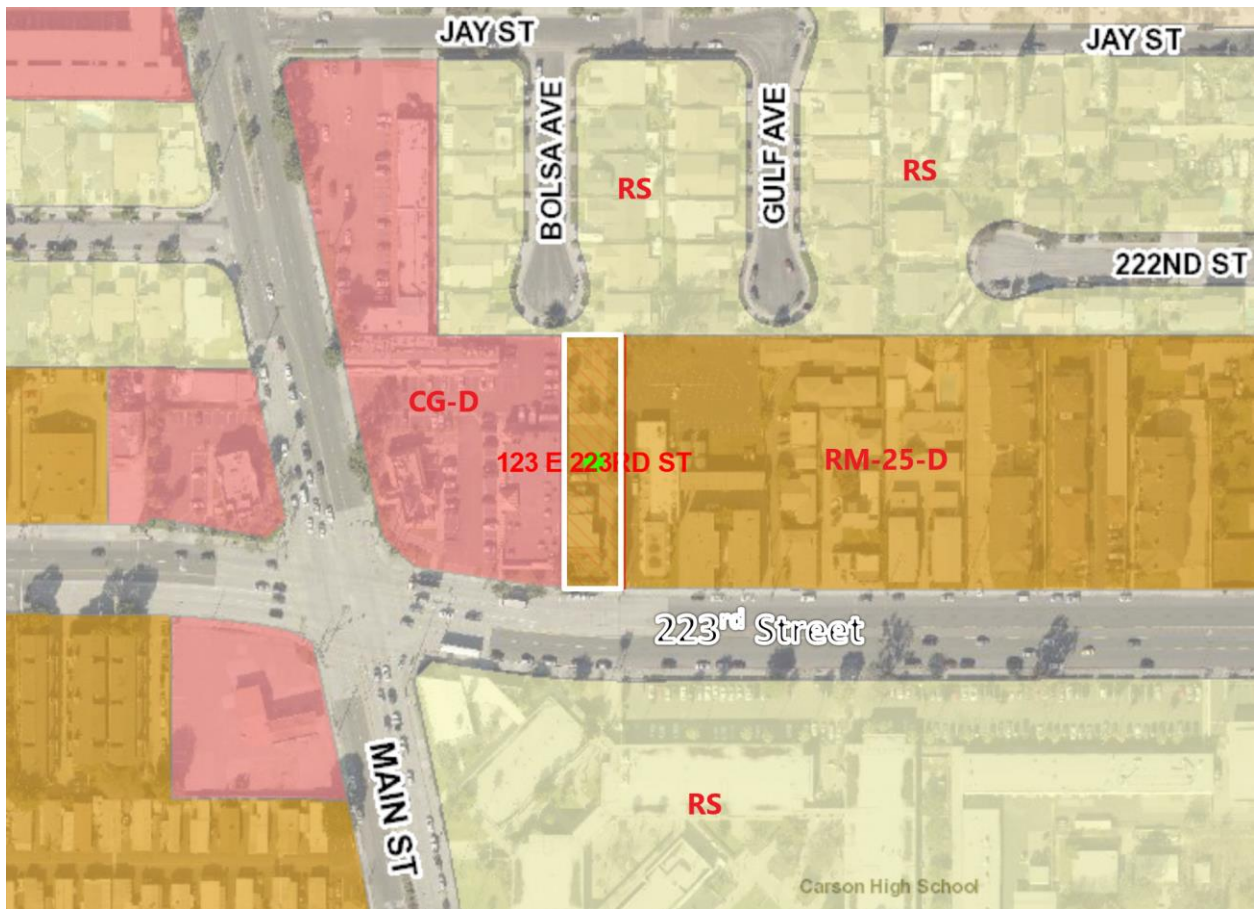 JAY ST
JAY ST
BOLSA AVE
GULF AVE
RS
RS
222ND ST
CG-D
123 E 223RD ST
RM-25-D
223rd Street
MAIN ST
RS
Carson High School